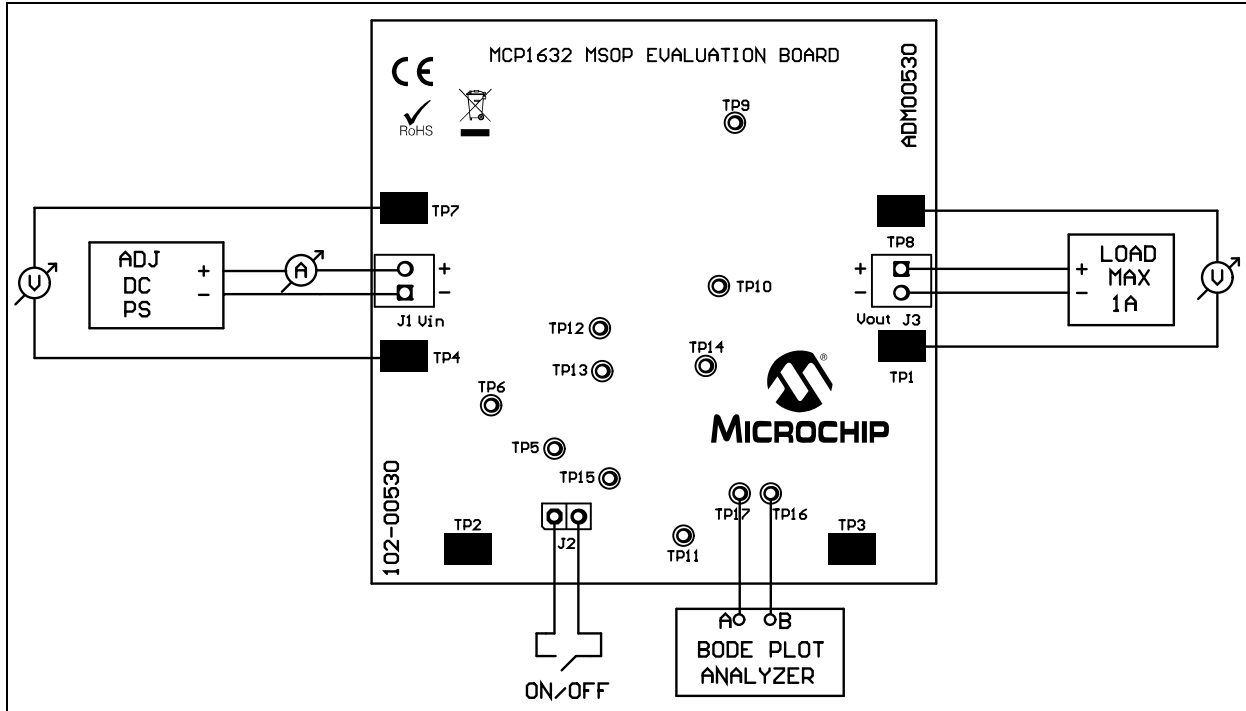 MCP1632 MSOP EVALUATION BOARD
CE
RoHS
ADM00530
TP9
TP7
TP8
ADJ
DC
PS
+
-
A
V
+
-
J1 Vin
TP4
+
-
Vout J3
TP1
+
-
LOAD
MAX
1A
V
TP10
TP12
TP13
TP14
TP6
TP5
TP15
MICROCHIP®
102-00530
TP2
J2
TP17
TP16
TP11
TP3
ON/OFF
A
B
BODE PLOT
ANALYZER